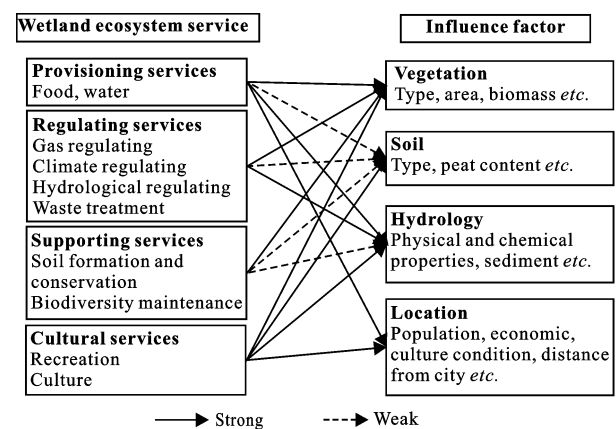 Wetland ecosystem service
Influence factor
Provisioning services
Food, water
Regulating services
Gas regulating
Climate regulating
Hydrological regulating
Waste treatment
Supporting services
Soil formation and
conservation
Biodiversity maintenance
Cultural services
Recreation
Culture
Vegetation
Type, area, biomass etc.
Soil
Type, peat content etc.
Hydrology
Physical and chemical
properties, sediment etc.
Location
Population, economic,
culture condition, distance
from city etc.
Strong
Weak